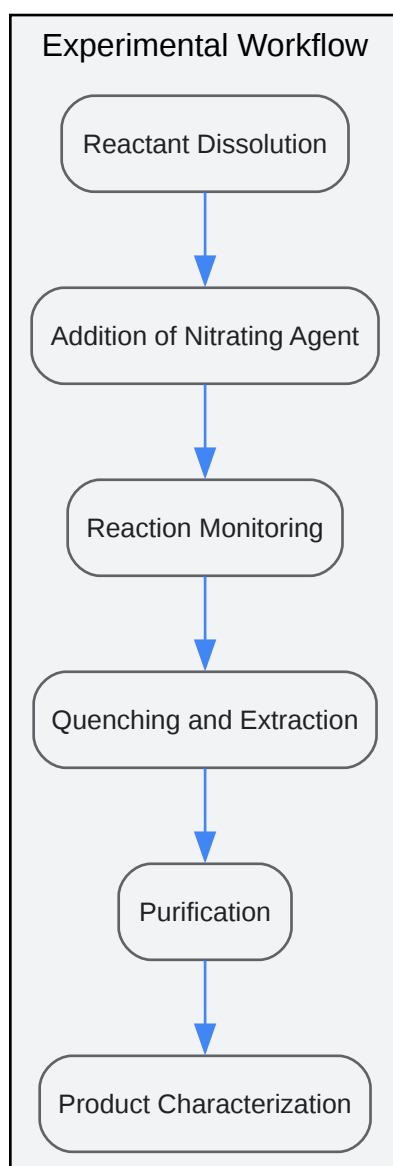 Experimental Workflow
Reactant Dissolution
Addition of Nitrating Agent
Reaction Monitoring
Quenching and Extraction
Purification
Product Characterization